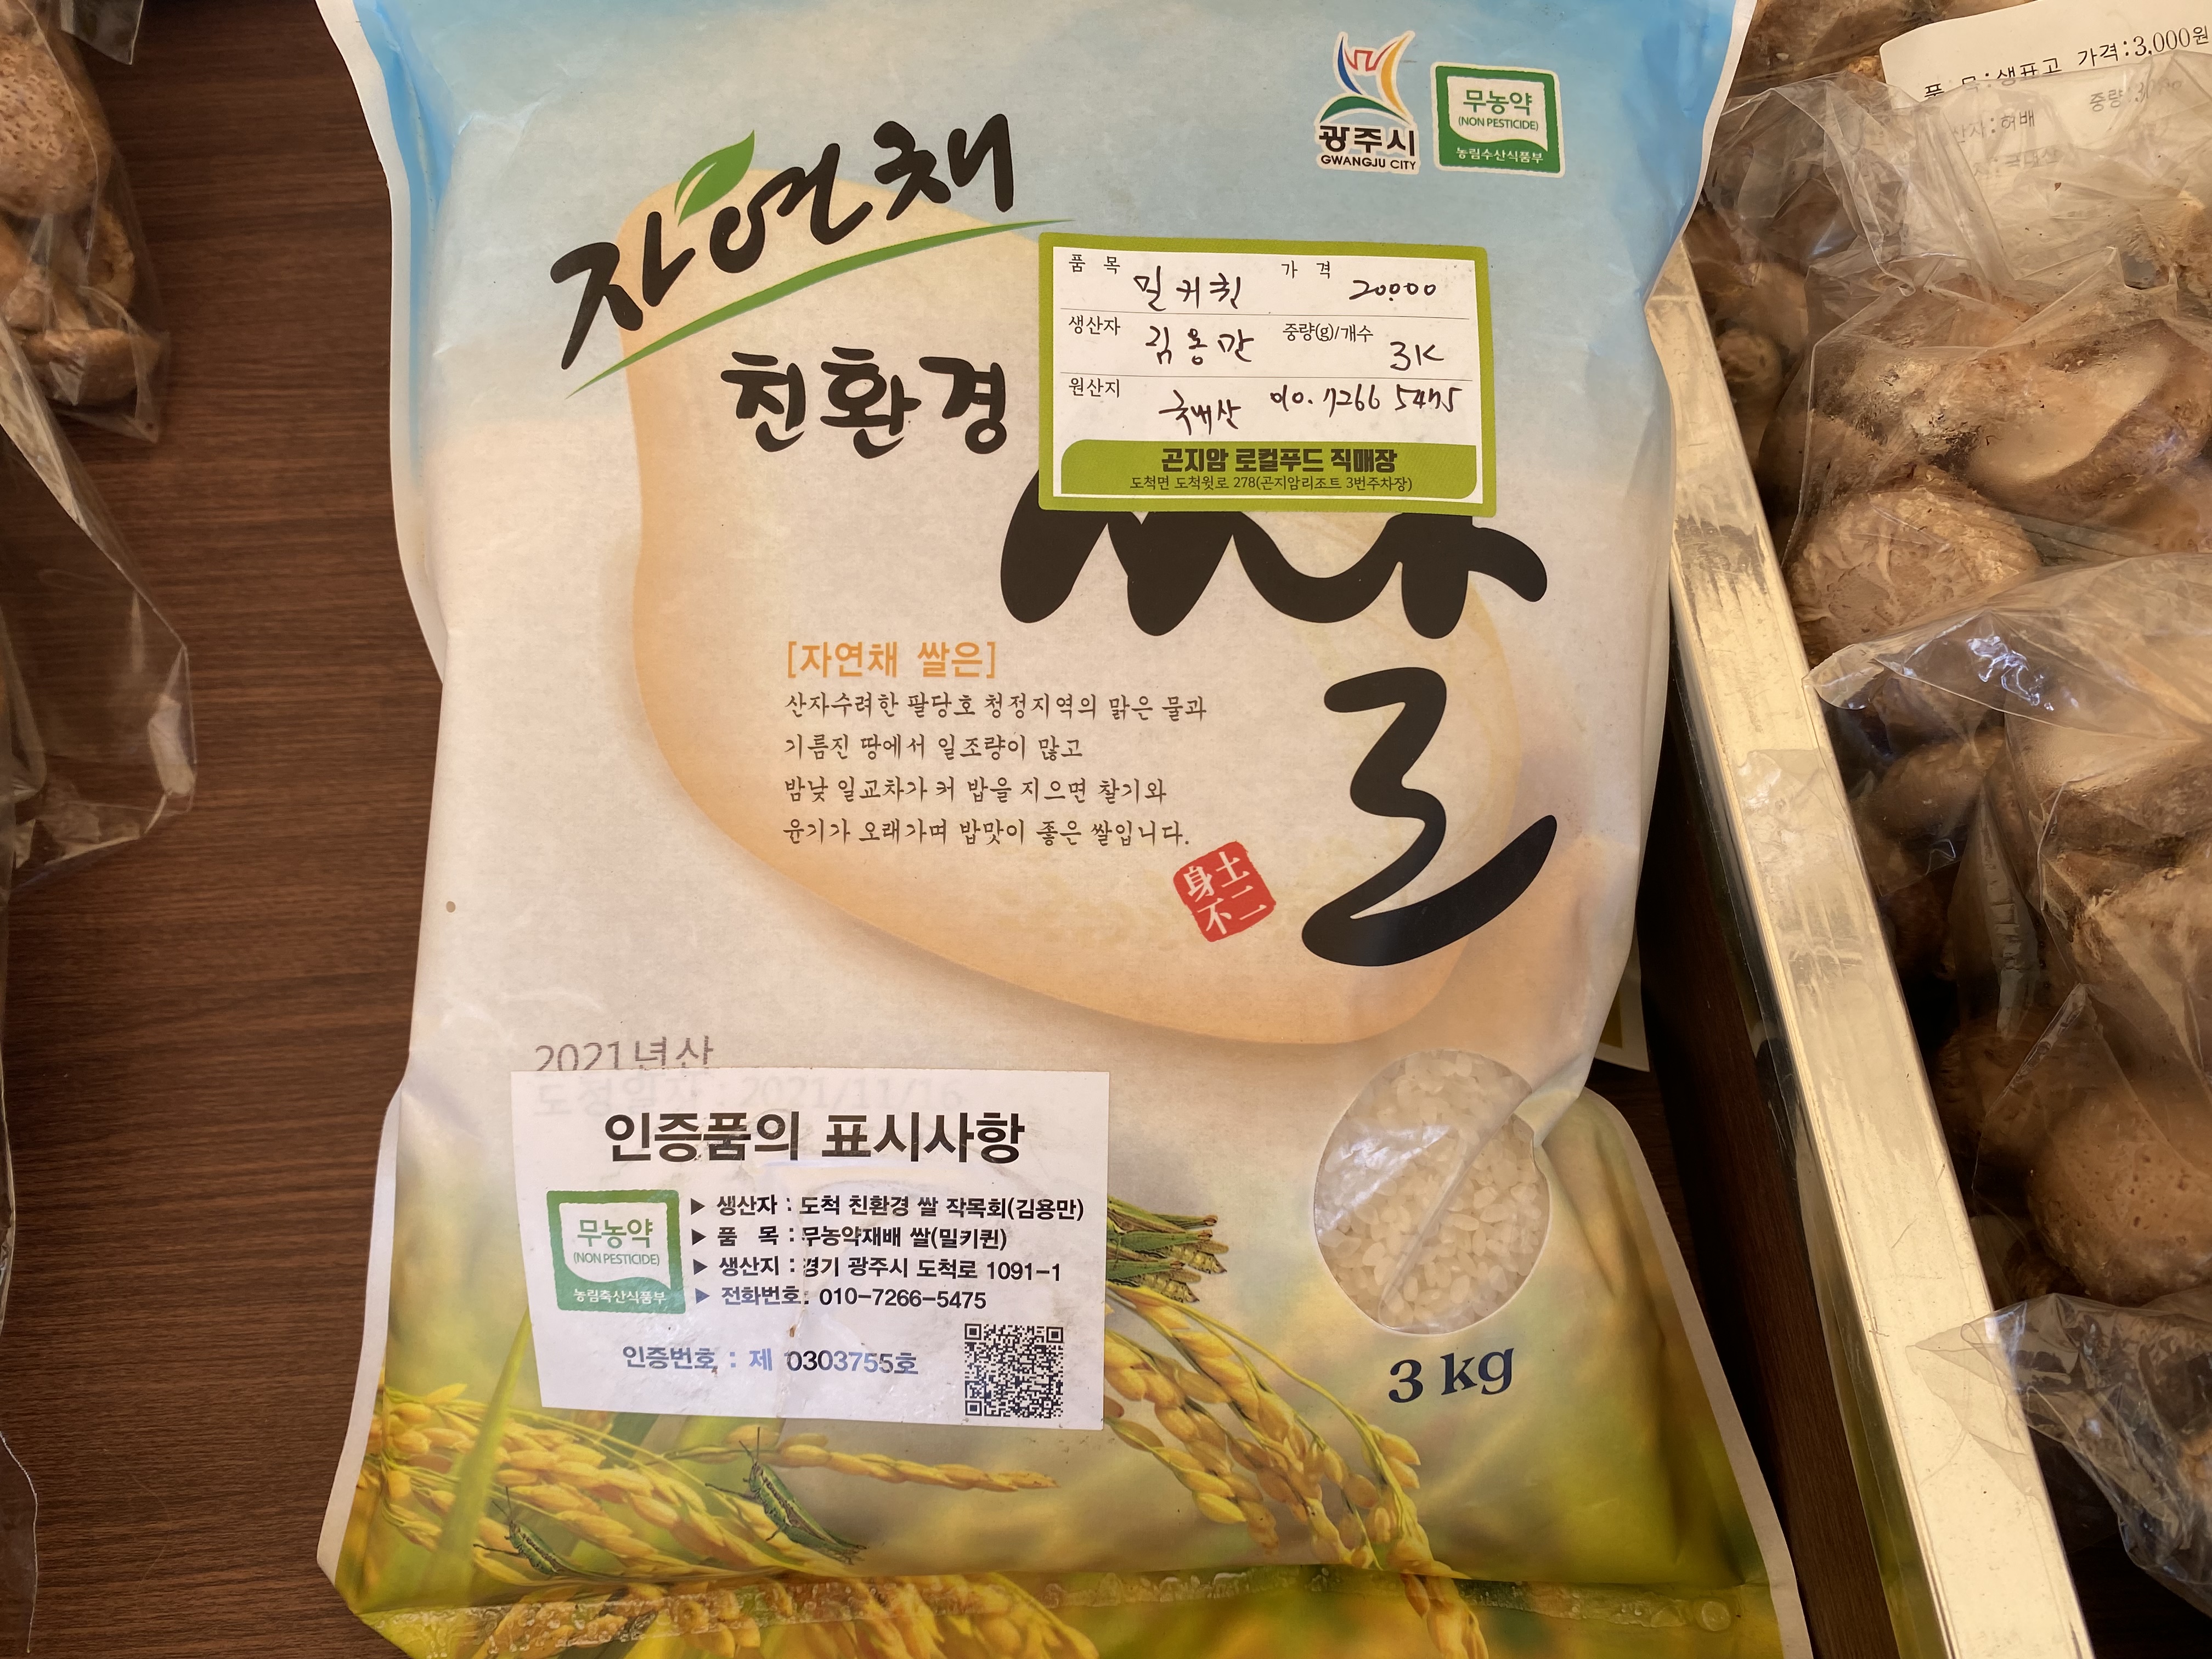 자연채
친환경
쌀
광주시
GWANGJU CITY
무농약
(NON PESTICIDE)
농림수산식품부
품 목 밀키퀸 가 격 20000
생산자 김용만 중량(g)/개수 3K
원산지 국내산 010.7266 5475
곤지암 로컬푸드 직매장
도척면 도척윗로 278(곤지암리조트 3번주차장)
[자연채 쌀은]
산자수려한 팔당호 청정지역의 맑은 물과
기름진 땅에서 일조량이 많고
밤낮 일교차가 커 밥을 지으면 찰기와
윤기가 오래가며 밥맛이 좋은 쌀입니다.
身土
不二
2021년산
도정일자:2021/11/16
인증품의 표시사항
무농약
(NON PESTICIDE)
농림축산식품부
▶ 생산자 : 도척 친환경 쌀 작목회(김용만)
▶ 품 목 : 무농약재배 쌀(밀키퀸)
▶ 생산지 : 경기 광주시 도척로 1091-1
▶ 전화번호. 010-7266-5475
인증번호 : 제 0303755호
3 kg
품 목:생표고 가격:3,000원
허배 중량